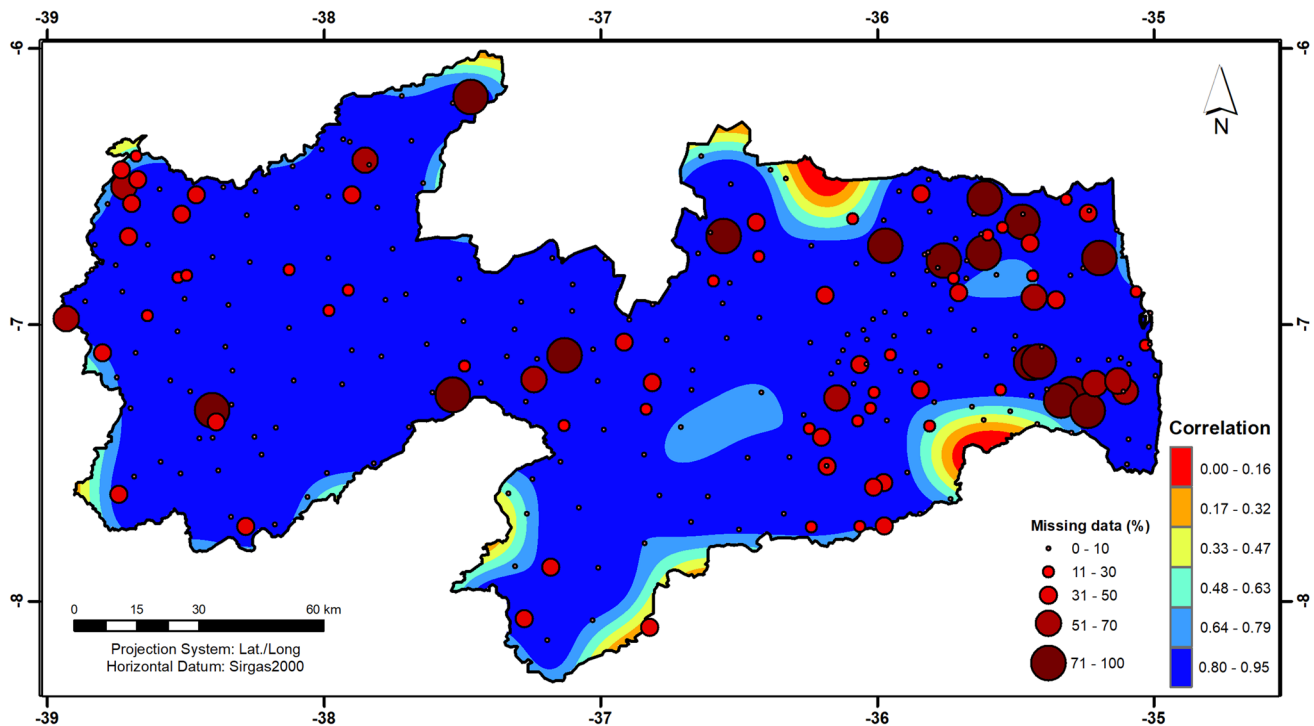 -39 -38 -37 -36 -35
-6 -6
N
-7 -7
Correlation
0.00 - 0.16
0.17 - 0.32
0.33 - 0.47
0.48 - 0.63
0.64 - 0.79
0.80 - 0.95
Missing data (%)
0 - 10
11 - 30
31 - 50
51 - 70
71 - 100
-8 -8
0 15 30 60 km
Projection System: Lat./Long
Horizontal Datum: Sirgas2000
-39 -38 -37 -36 -35